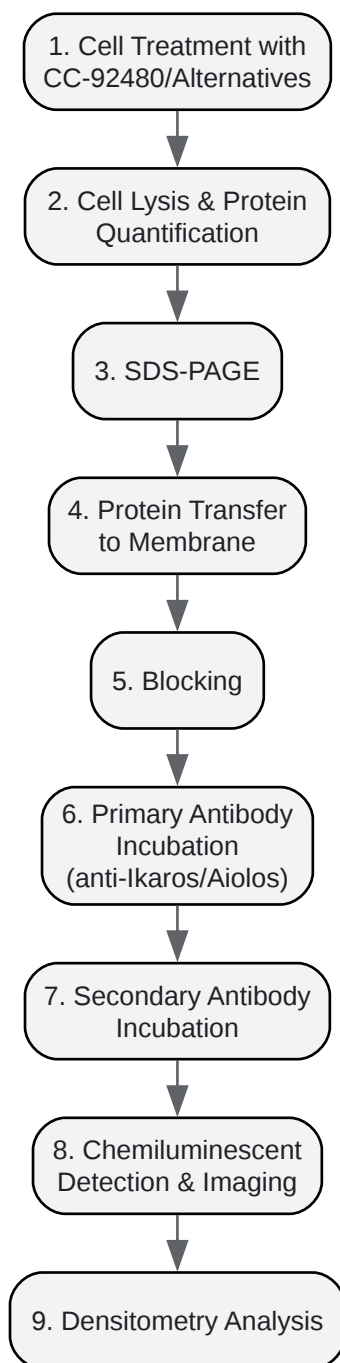 1. Cell Treatment with
CC-92480/Alternatives
2. Cell Lysis & Protein
Quantification
3. SDS-PAGE
4. Protein Transfer
to Membrane
5. Blocking
6. Primary Antibody
Incubation
(anti-Ikaros/Aiolos)
7. Secondary Antibody
Incubation
8. Chemiluminescent
Detection & Imaging
9. Densitometry Analysis